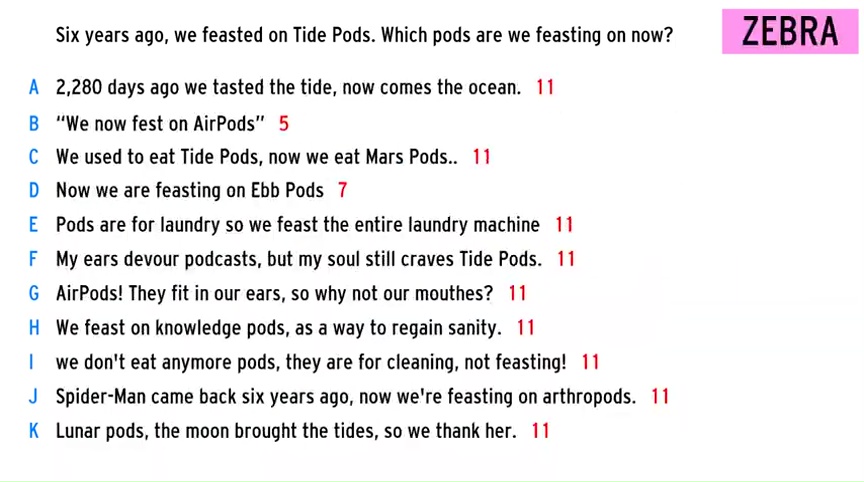 Six years ago, we feasted on Tide Pods. Which pods are we feasting on now?
ZEBRA
A 2,280 days ago we tasted the tide, now comes the ocean. 11
B “We now fest on AirPods” 5
C We used to eat Tide Pods, now we eat Mars Pods.. 11
D Now we are feasting on Ebb Pods 7
E Pods are for laundry so we feast the entire laundry machine 11
F My ears devour podcasts, but my soul still craves Tide Pods. 11
G AirPods! They fit in our ears, so why not our mouthes? 11
H We feast on knowledge pods, as a way to regain sanity. 11
I we don't eat anymore pods, they are for cleaning, not feasting! 11
J Spider-Man came back six years ago, now we're feasting on arthropods. 11
K Lunar pods, the moon brought the tides, so we thank her. 11